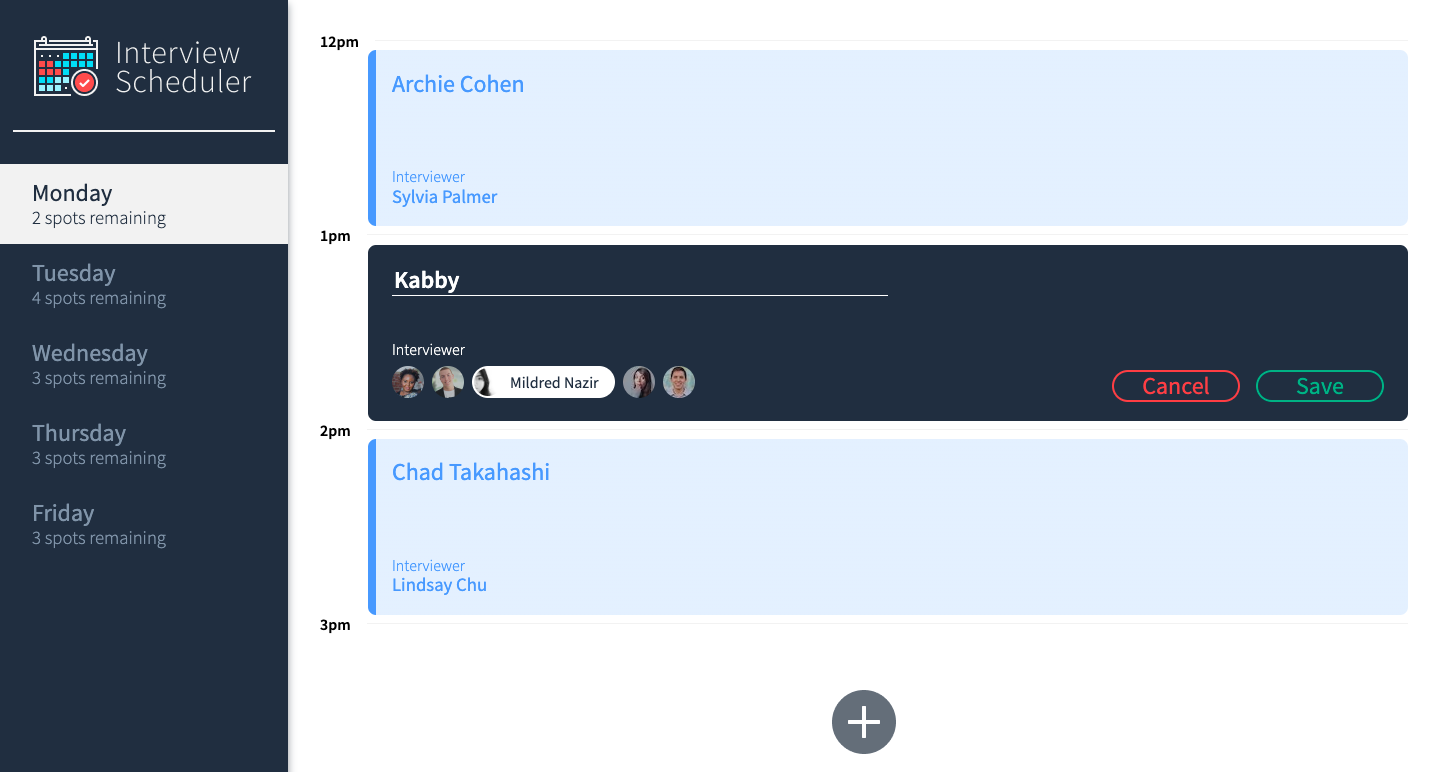 Interview
Scheduler
Monday
2 spots remaining
Tuesday
4 spots remaining
Wednesday
3 spots remaining
Thursday
3 spots remaining
Friday
3 spots remaining
12pm
Archie Cohen
Interviewer
Sylvia Palmer
1pm
Kabby
Interviewer
Mildred Nazir
Cancel
Save
2pm
Chad Takahashi
Interviewer
Lindsay Chu
3pm